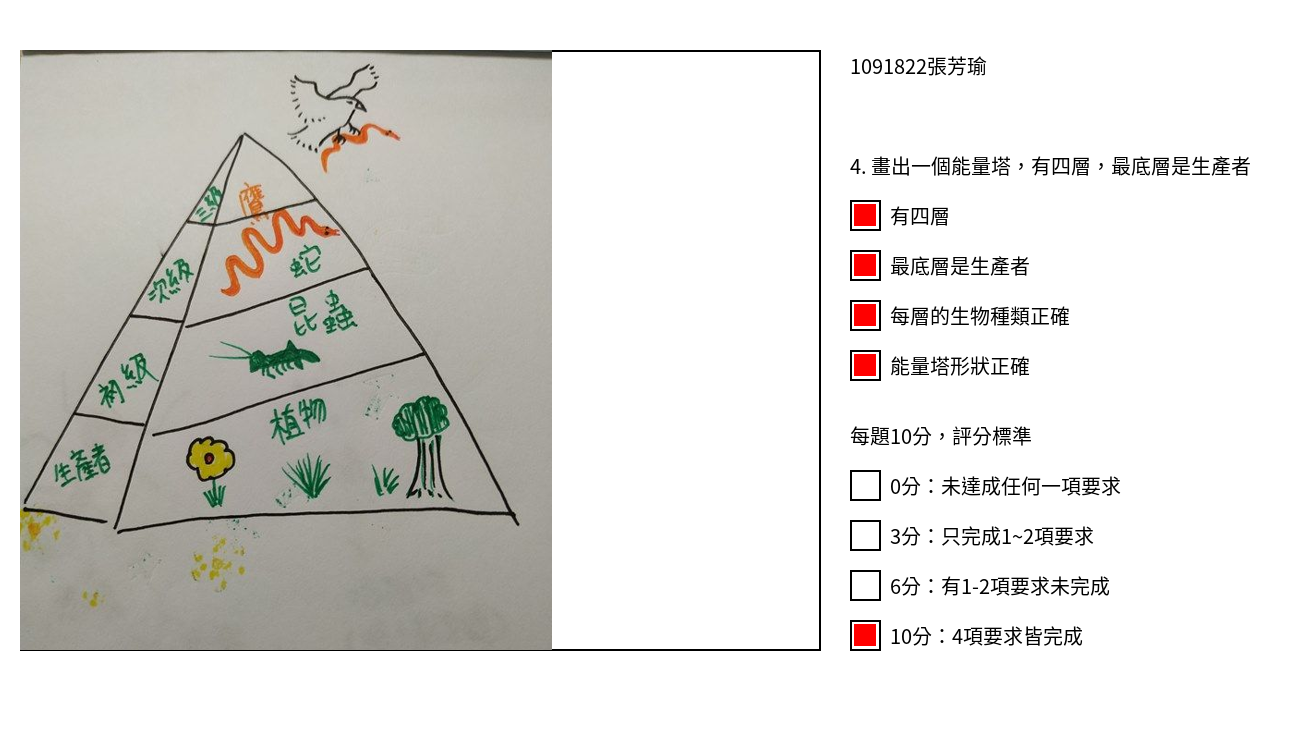 三級
鷹
次級
蛇
初級
昆蟲
生產者
植物
1091822張芳瑜
4. 畫出一個能量塔，有四層，最底層是生產者
有四層
最底層是生產者
每層的生物種類正確
能量塔形狀正確
每題10分，評分標準
0分：未達成任何一項要求
3分：只完成1~2項要求
6分：有1-2項要求未完成
10分：4項要求皆完成